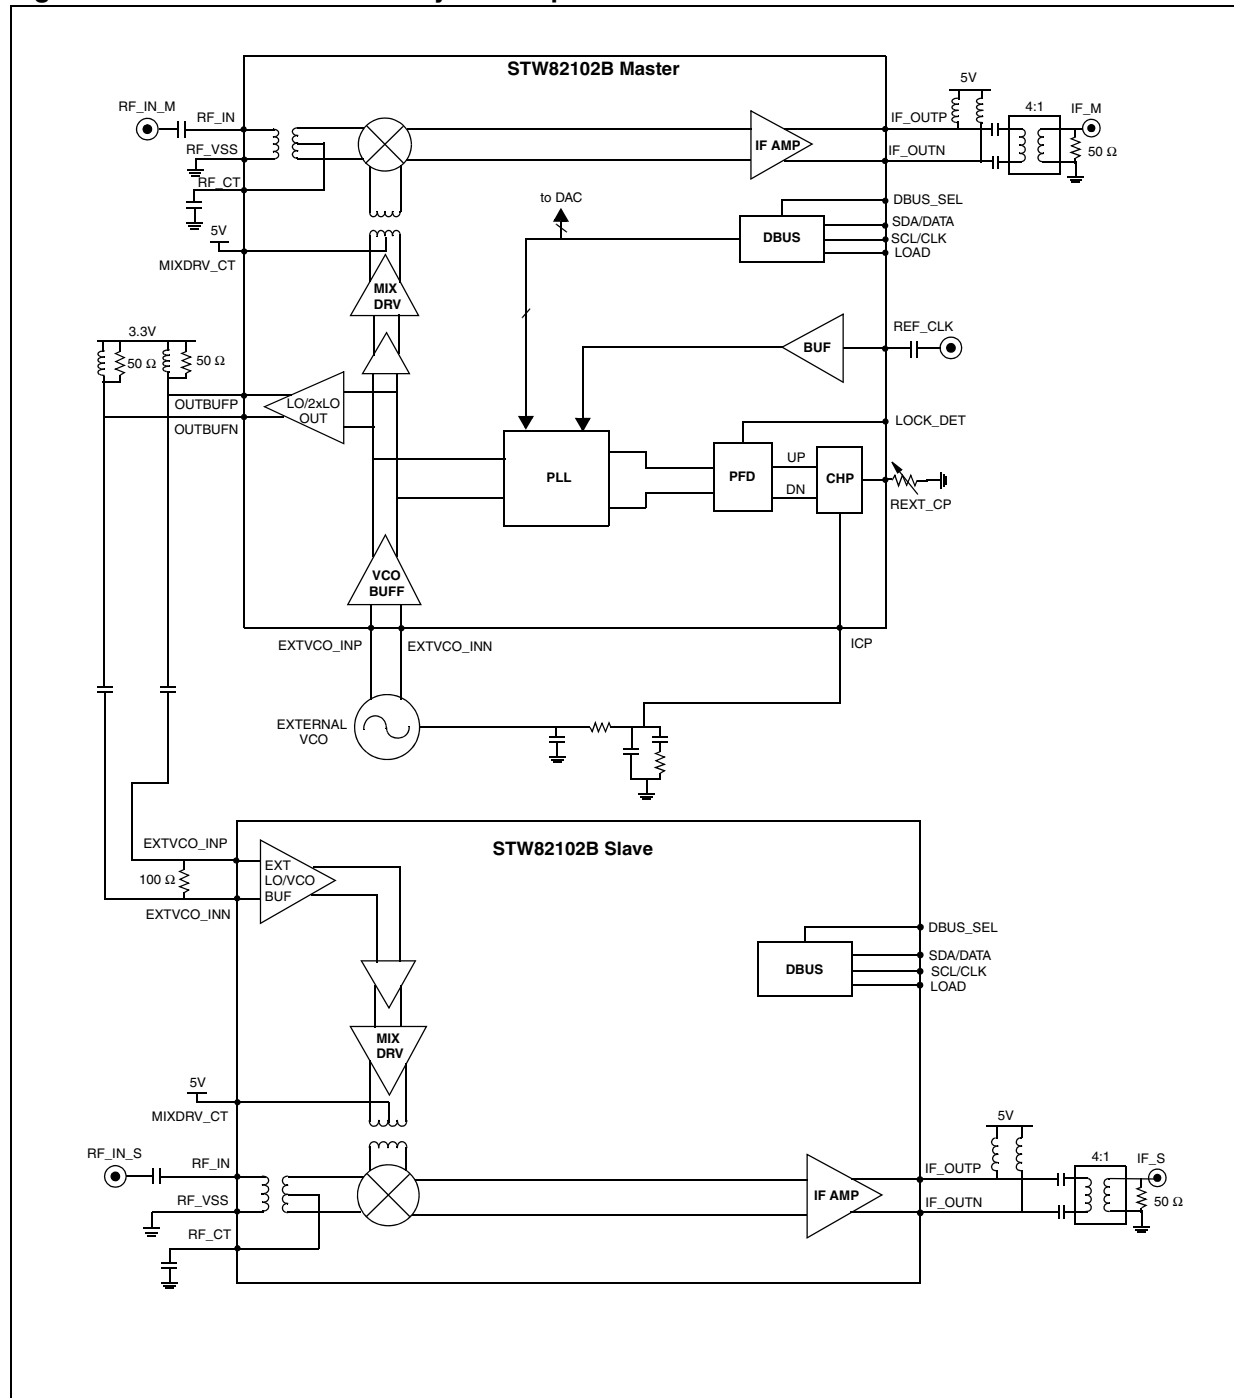 STW82102B Master
RF_IN_M
RF_IN
RF_VSS
RF_CT
5V
MIXDRV_CT
MIX
DRV
IF AMP
IF_OUTP
IF_OUTN
5V
4:1
IF_M
50 Ω
to DAC
DBUS
DBUS_SEL
SDA/DATA
SCL/CLK
LOAD
3.3V
50 Ω
50 Ω
OUTBUFP
OUTBUFN
LO/2xLO
OUT
BUF
REF_CLK
LOCK_DET
PLL
PFD
UP
DN
CHP
REXT_CP
VCO
BUFF
EXTVCO_INP
EXTVCO_INN
ICP
EXTERNAL
VCO
STW82102B Slave
EXTVCO_INP
100 Ω
EXTVCO_INN
EXT
LO/VCO
BUF
DBUS
DBUS_SEL
SDA/DATA
SCL/CLK
LOAD
MIX
DRV
5V
MIXDRV_CT
RF_IN_S
RF_IN
RF_VSS
RF_CT
IF AMP
IF_OUTP
IF_OUTN
5V
4:1
IF_S
50 Ω